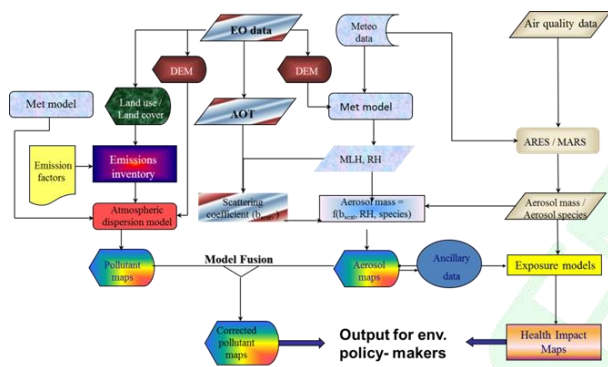 EO data
Meteo
data
Air quality data
DEM
DEM
Met model
Land use /
Land cover
AOT
Met model
Emission
factors
Emissions
inventory
MLH, RH
ARES / MARS
Scattering
coefficient (bscat,)
Aerosol mass =
f(bscat, RH, species)
Aerosol mass /
Aerosol species
Atmospheric
dispersion model
Pollutant
maps
Model Fusion
Aerosol
maps
Ancillary
data
Exposure models
Corrected
pollutant
maps
Output for env.
policy- makers
Health Impact
Maps